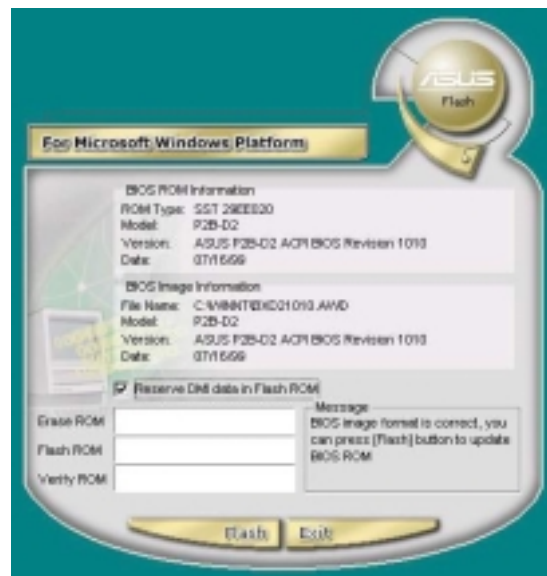 ASUS
Flash
For Microsoft Windows Platform
BIOS ROM Information
ROM Type: SST 29EE020
Model: P2B-D2
Version: ASUS P2B-D2 ACPI BIOS Revision 1010
Date: 07/16/99
BIOS Image Information
File Name: C:\WINNT\BXD21010.AWD
Model: P2B-D2
Version: ASUS P2B-D2 ACPI BIOS Revision 1010
Date: 07/16/99
Reserve DMI data in Flash ROM
Erase ROM
Flash ROM
Verify ROM
Message
BIOS image format is correct, you
can press [Flash] button to update
BIOS ROM
Flash
Exit